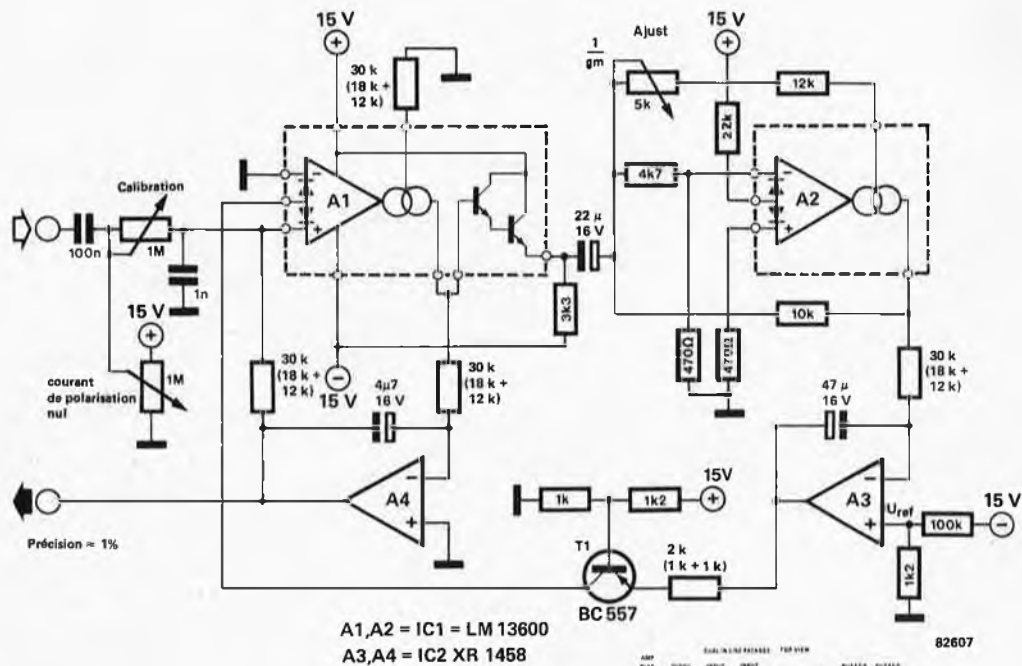 15 V
30 k
(18 k +
12 k)
Calibration
100n
1M
1n
A1
15 V
1M
courant
de polarisation
nul
30 k
(18 k +
12 k)
15 V
4µ7
16 V
30 k
(18 k +
12 k)
3k3
22 µ
16 V
A4
Précision ≈ 1%
1
gm
Ajust
5k
15 V
12k
22k
4k7
A2
10k
470Ω
470Ω
30 k
(18 k +
12 k)
47 µ
16 V
1k
1k2
15V
T1
BC 557
2 k
(1 k + 1 k)
A3
Uref
15 V
100k
1k2
A1,A2 = IC1 = LM 13600
A3,A4 = IC2 XR 1458
82607